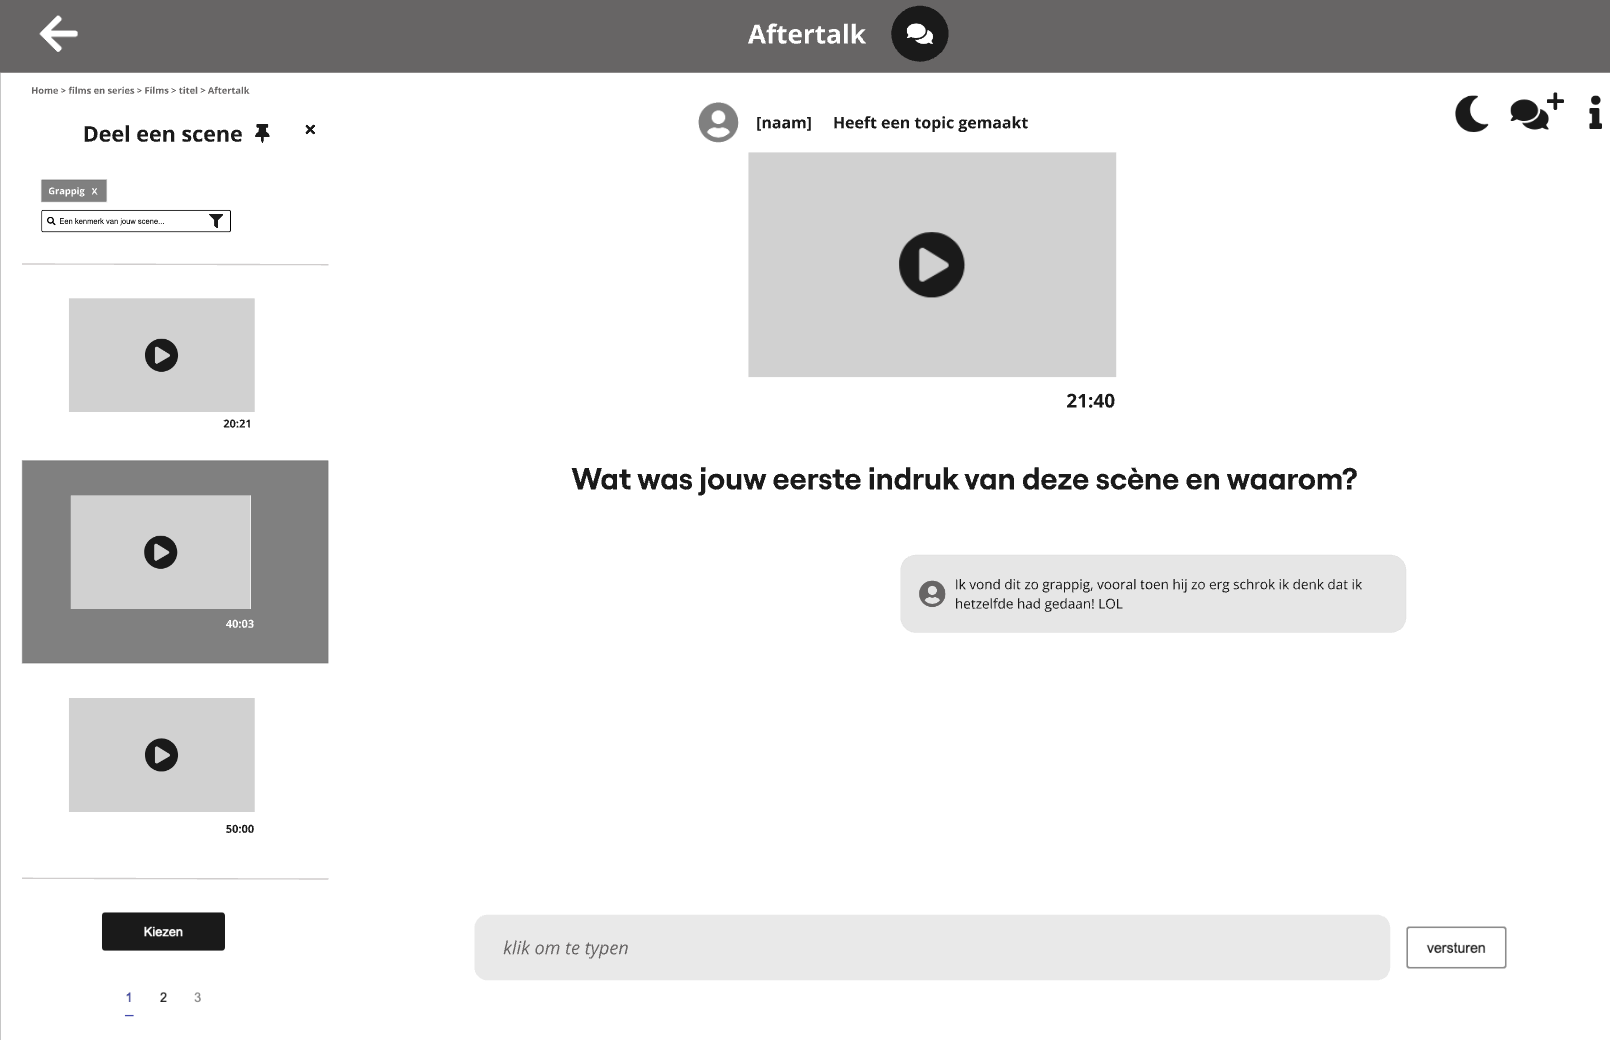 Aftertalk
Home > films en series > Films > titel > Aftertalk
Deel een scene
×
Grappig x
Een kenmerk van jouw scene...
20:21
40:03
50:00
Kiezen
1 2 3
[naam] Heeft een topic gemaakt
21:40
Wat was jouw eerste indruk van deze scène en waarom?
Ik vond dit zo grappig, vooral toen hij zo erg schrok ik denk dat ik
hetzelfde had gedaan! LOL
klik om te typen
versturen